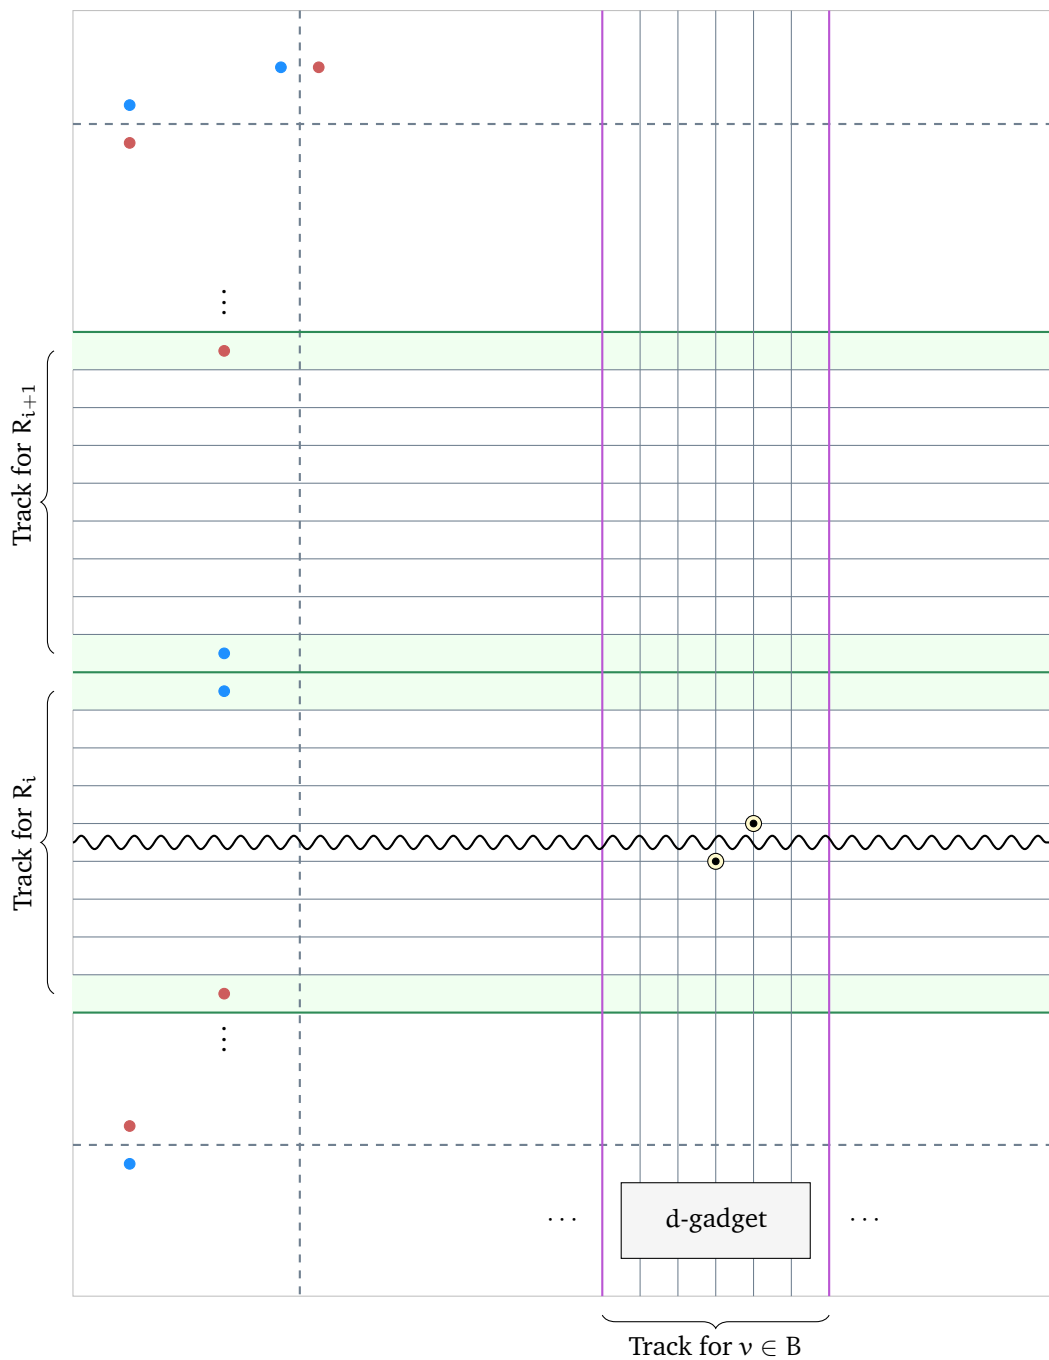 ⋮
Track for R_{i+1}
Track for R_i
⋮
··· d-gadget ···
Track for v ∈ B